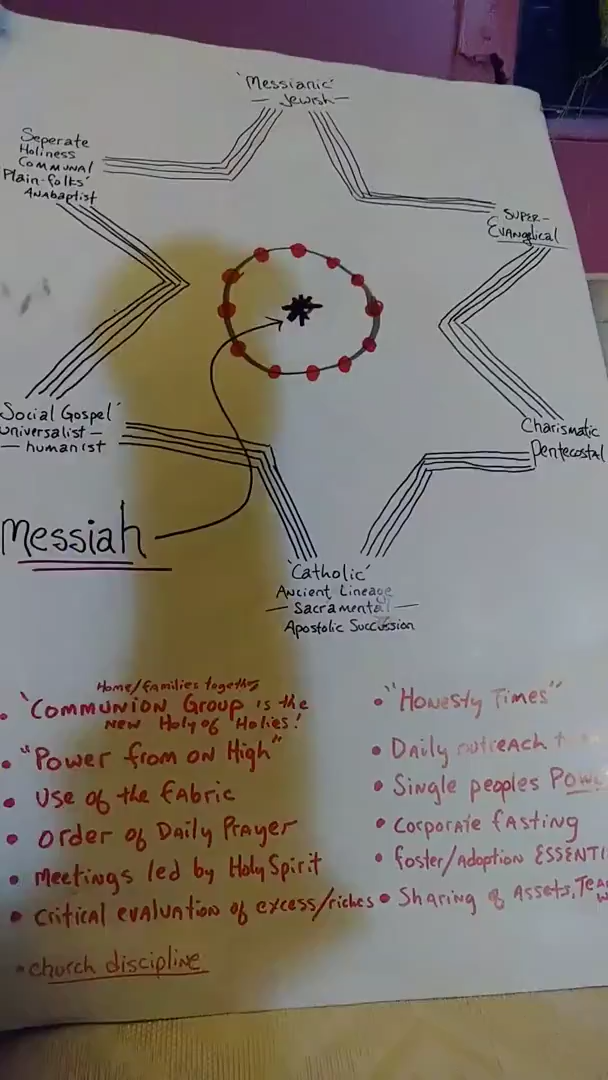 'Messianic'
— Jewish —
Seperate
Holiness
Communal
'Plain-folks'
Anabaptist
Super-
Evangelical
'Social Gospel'
Universalist —
— humanist
Charismatic
Pentecostal
Messiah
'Catholic'
Ancient Lineage
— Sacramental —
Apostolic Succussion
Home/families together
• 'Communion Group is the
New Holy of Holies!
• "Power from on High"
• Use of the Fabric
• Order of Daily Prayer
• Meetings led by Holy Spirit
• Critical evaluation of excess/riches
• church discipline
• "Honesty Times"
• Daily outreach
• Single peoples
• Corporate fasting
• foster/Adoption
• Sharing of Assets,